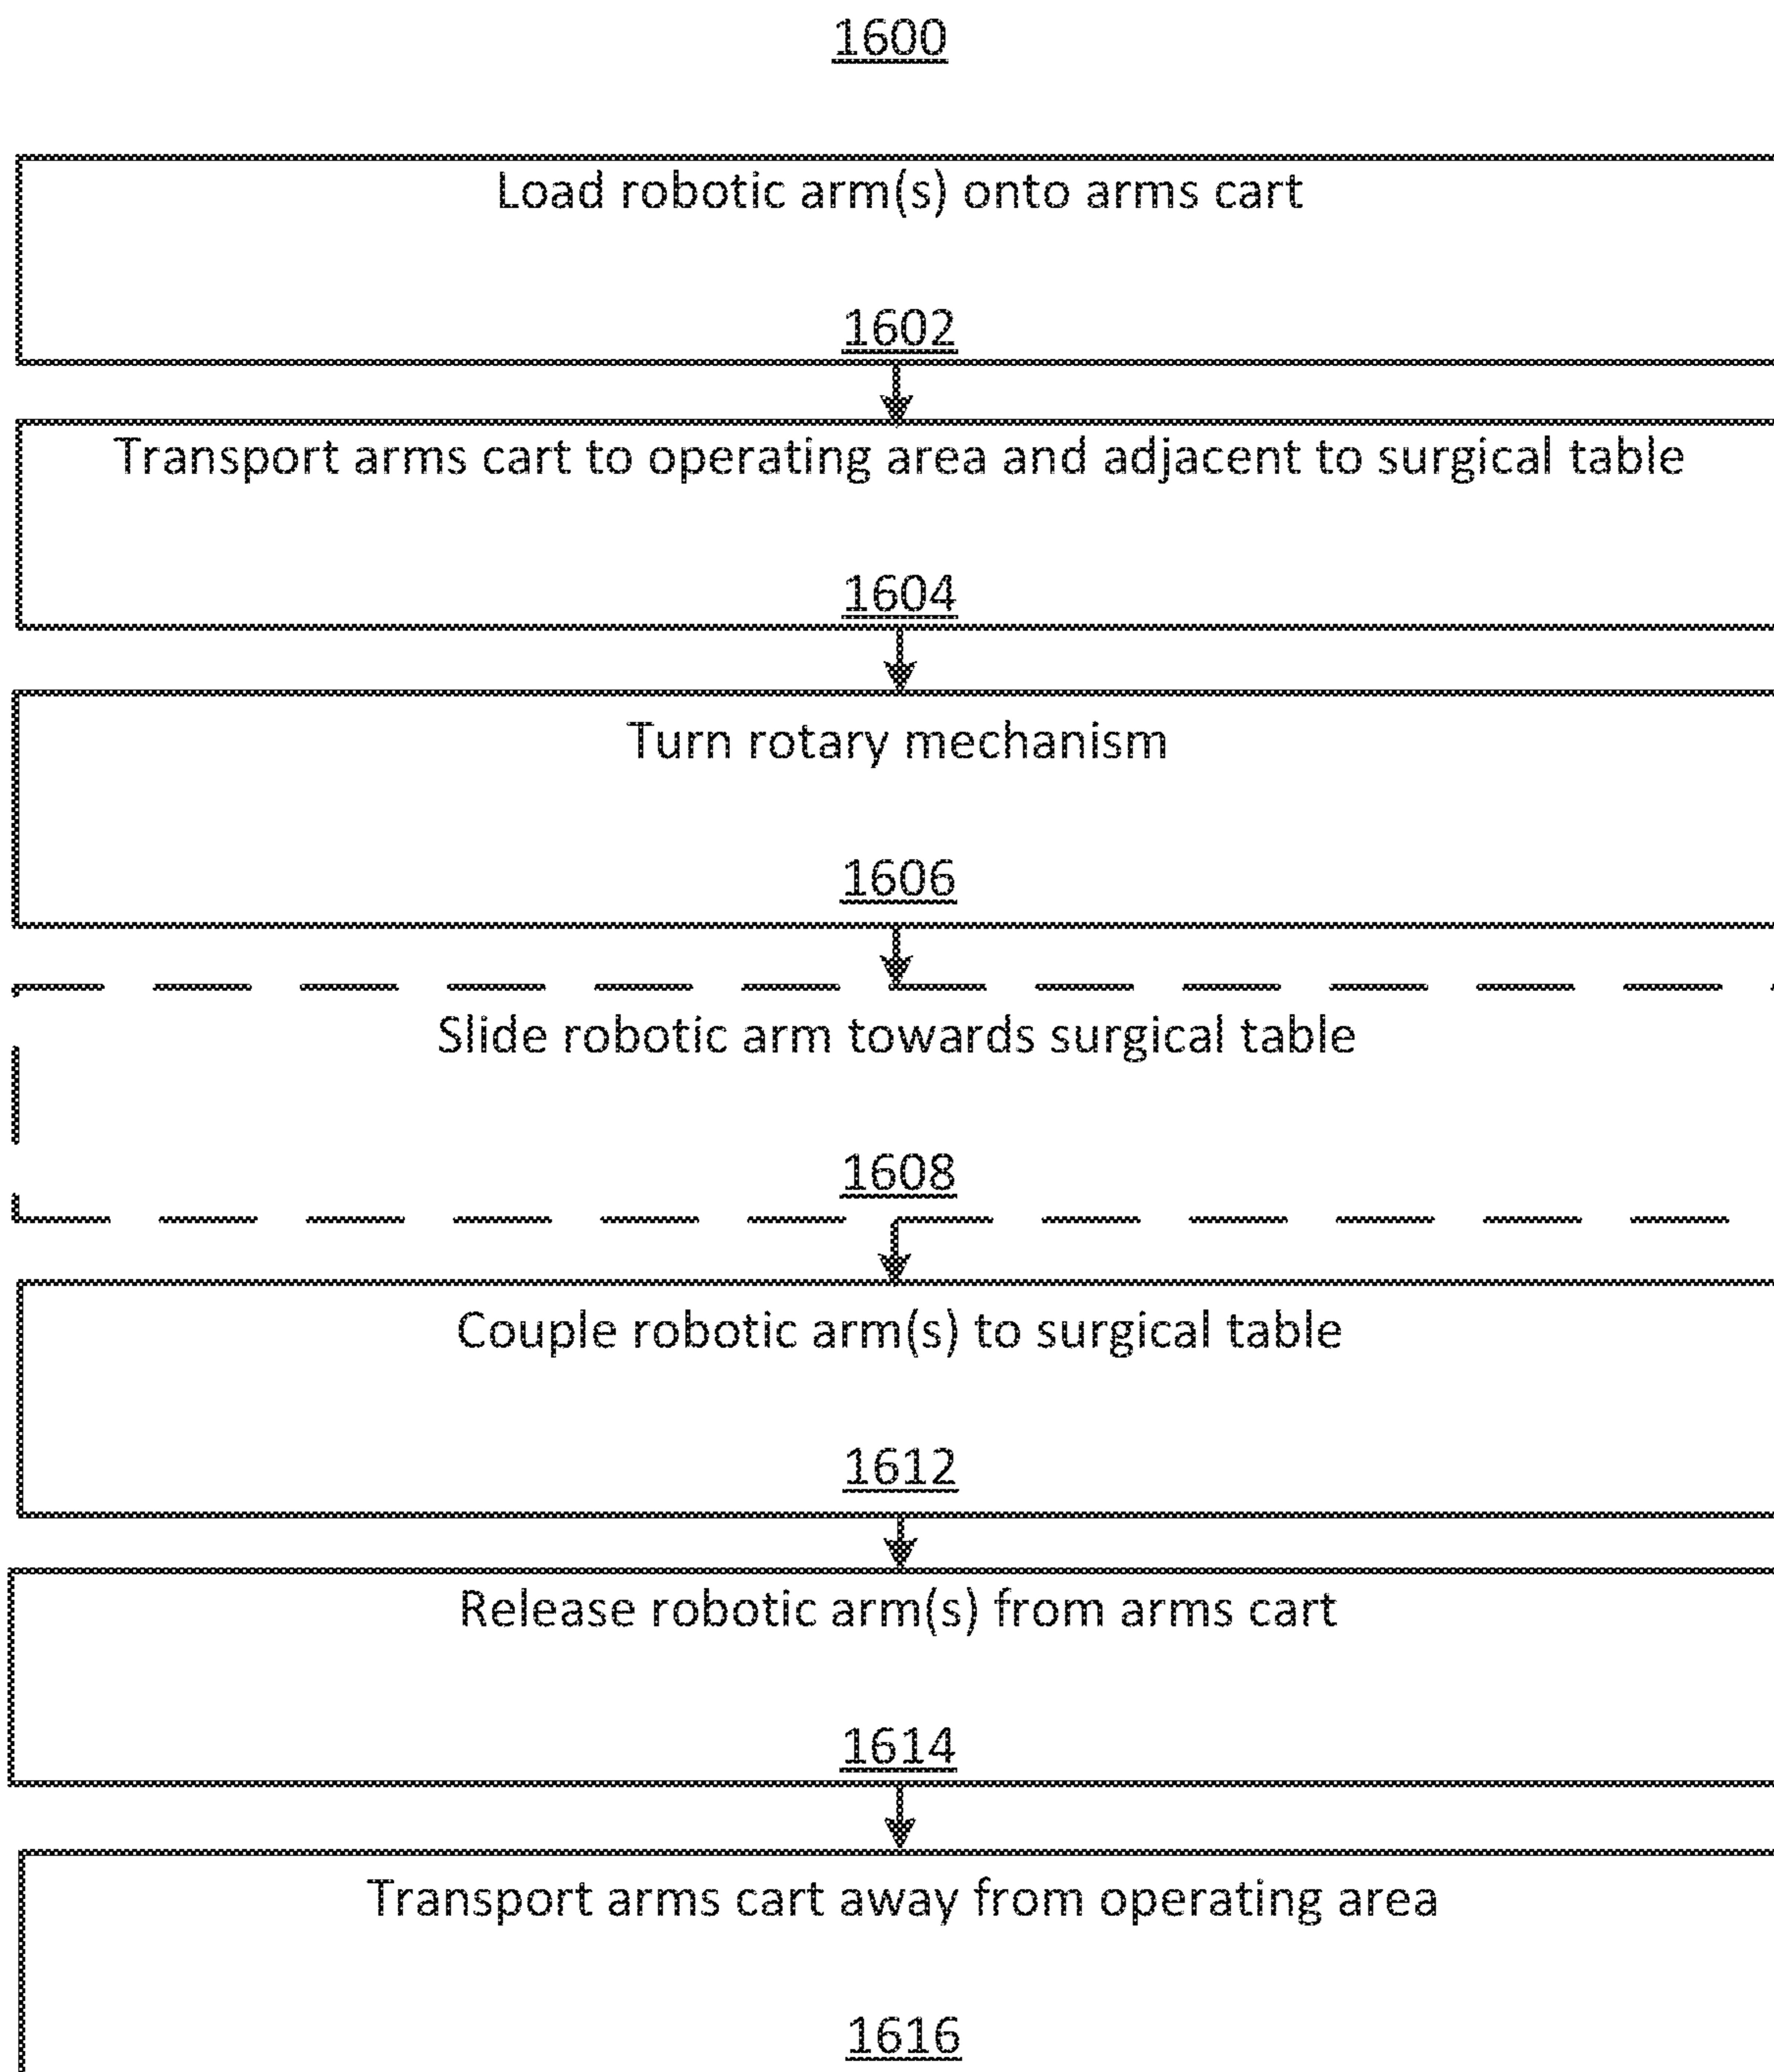 1600
Load robotic arm(s) onto arms cart
1602
Transport arms cart to operating area and adjacent to surgical table
1604
Turn rotary mechanism
1606
Slide robotic arm towards surgical table
1608
Couple robotic arm(s) to surgical table
1612
Release robotic arm(s) from arms cart
1614
Transport arms cart away from operating area
1616